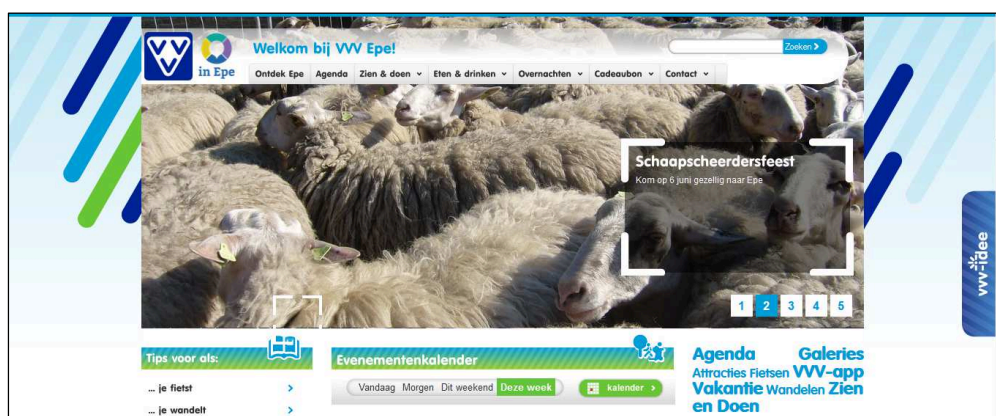 VVV
in Epe
Welkom bij VVV Epe!
Zoeken
Ontdek Epe Agenda Zien & doen Eten & drinken Overnachten Cadeaubon Contact
Schaapscheerdersfeest
Kom op 6 juni gezellig naar Epe
vvv-idee
1 2 3 4 5
Tips voor als:
... je fietst
... je wandelt
Evenementenkalender
Vandaag Morgen Dit weekend Deze week kalender
Agenda Galeries
Attracties Fietsen VVV-app
Vakantie Wandelen Zien
en Doen